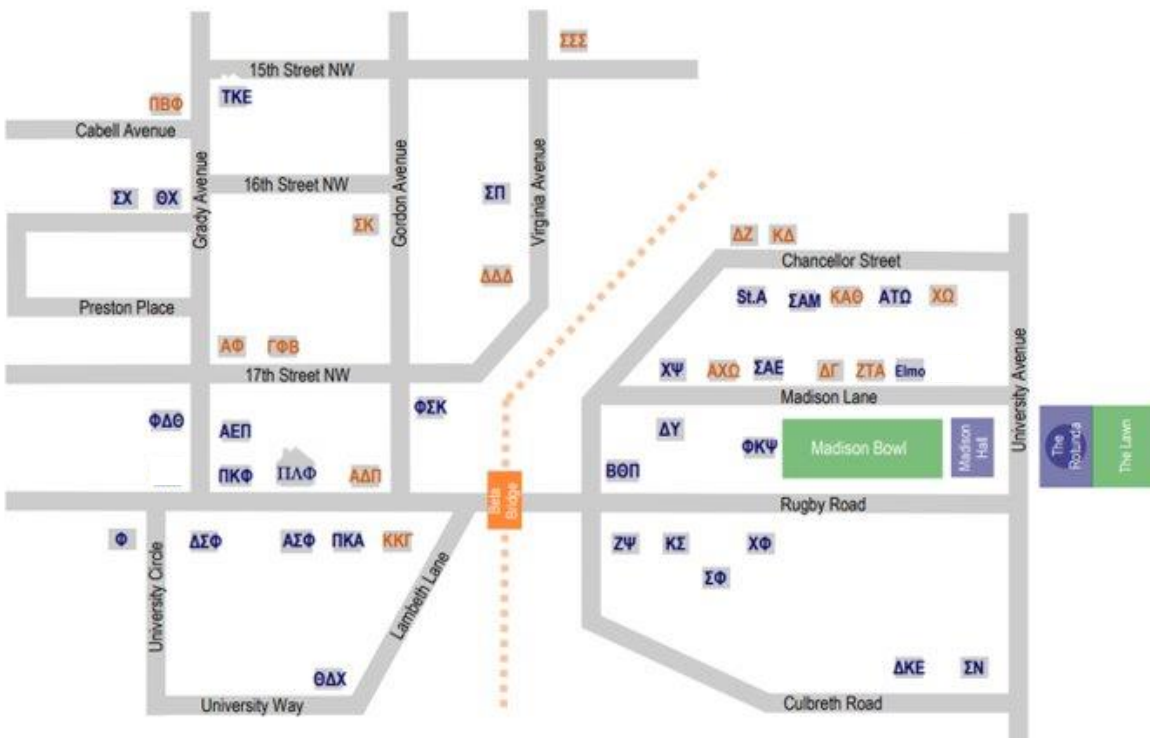 ΣΣΣ
15th Street NW
ΠΒΦ
ΤΚΕ
Cabell Avenue
Grady Avenue
Gordon Avenue
Virginia Avenue
16th Street NW
ΣΧ ΘΧ
ΣΠ
ΣΚ
ΔΖ ΚΔ
Chancellor Street
ΔΔΔ
St.A ΣΑΜ ΚΑΘ ΑΤΩ ΧΩ
Preston Place
ΑΦ ΓΦΒ
17th Street NW
ΧΨ ΑΧΩ ΣΑΕ ΔΓ ΖΤΑ Elmo
Madison Lane
University Avenue
ΦΣΚ
ΦΔΘ
ΑΕΠ
ΔΥ
ΦΚΨ
Madison Bowl
Madison
Hall
The
Rotunda
The Lawn
ΠΚΦ ΠΛΦ ΑΔΠ
ΒΘΠ
Beta
Bridge
Rugby Road
Φ ΔΣΦ ΑΣΦ ΠΚΑ ΚΚΓ
ΖΨ ΚΣ ΧΦ
ΣΦ
University Circle
Lambeth Lane
ΘΔΧ
University Way
ΔΚΕ ΣΝ
Culbreth Road